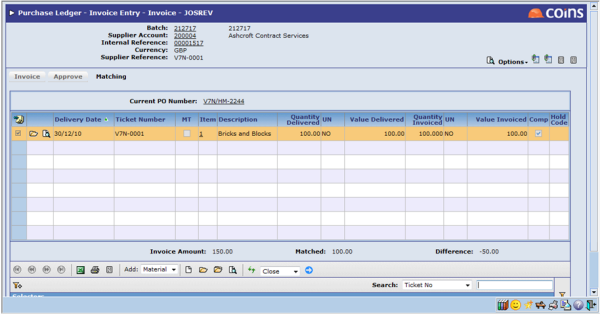 Purchase Ledger - Invoice Entry - Invoice - JOSREV
COINS
Batch: 212717 212717
Supplier Account: 200004 Ashcroft Contract Services
Internal Reference: 00001517
Currency: GBP
Supplier Reference: V7N-0001
Options
Invoice Approve Matching
Current PO Number: V7N/HM-2244
Delivery Date Ticket Number MT Item Description Quantity Delivered UN Value Delivered Quantity Invoiced UN Value Invoiced Comp Hold Code
30/12/10 V7N-0001 1 Bricks and Blocks 100.00 NO 100.00 100.000 NO 100.00
Invoice Amount: 150.00 Matched: 100.00 Difference: -50.00
Add: Material Close
Search: Ticket No